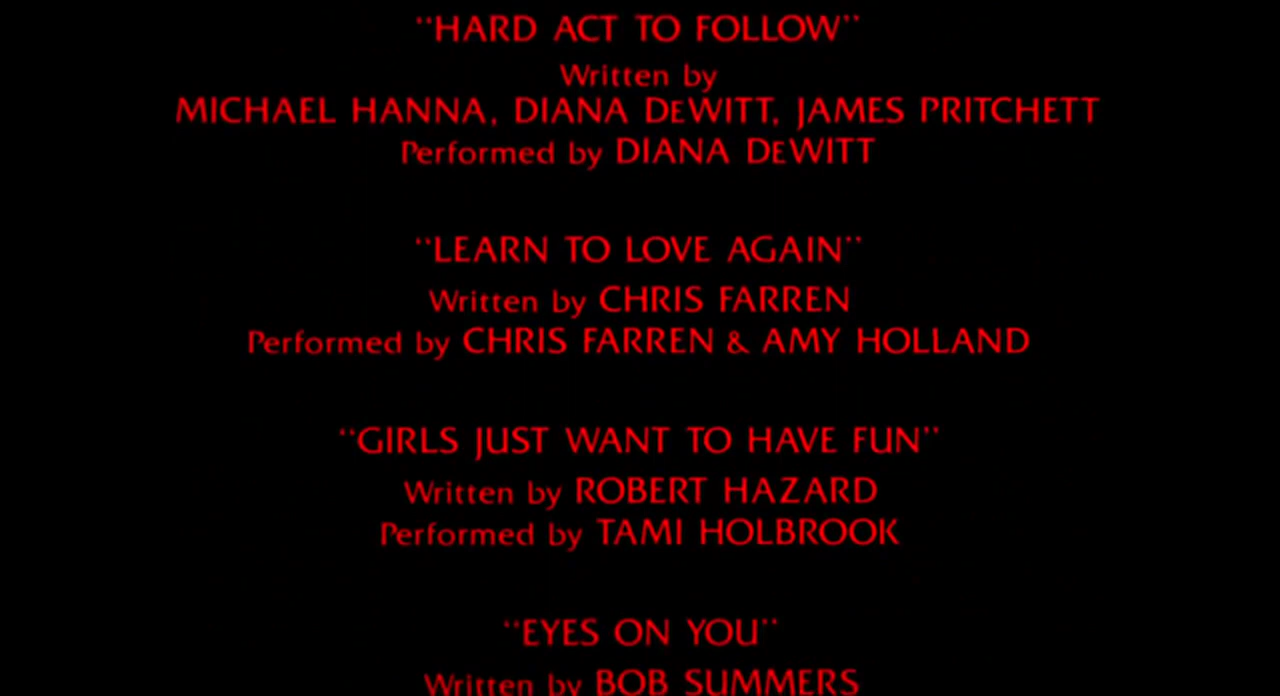 "HARD ACT TO FOLLOW"
Written by
MICHAEL HANNA, DIANA DeWITT, JAMES PRITCHETT
Performed by DIANA DeWITT
"LEARN TO LOVE AGAIN"
Written by CHRIS FARREN
Performed by CHRIS FARREN & AMY HOLLAND
"GIRLS JUST WANT TO HAVE FUN"
Written by ROBERT HAZARD
Performed by TAMI HOLBROOK
"EYES ON YOU"
Written by BOB SUMMERS